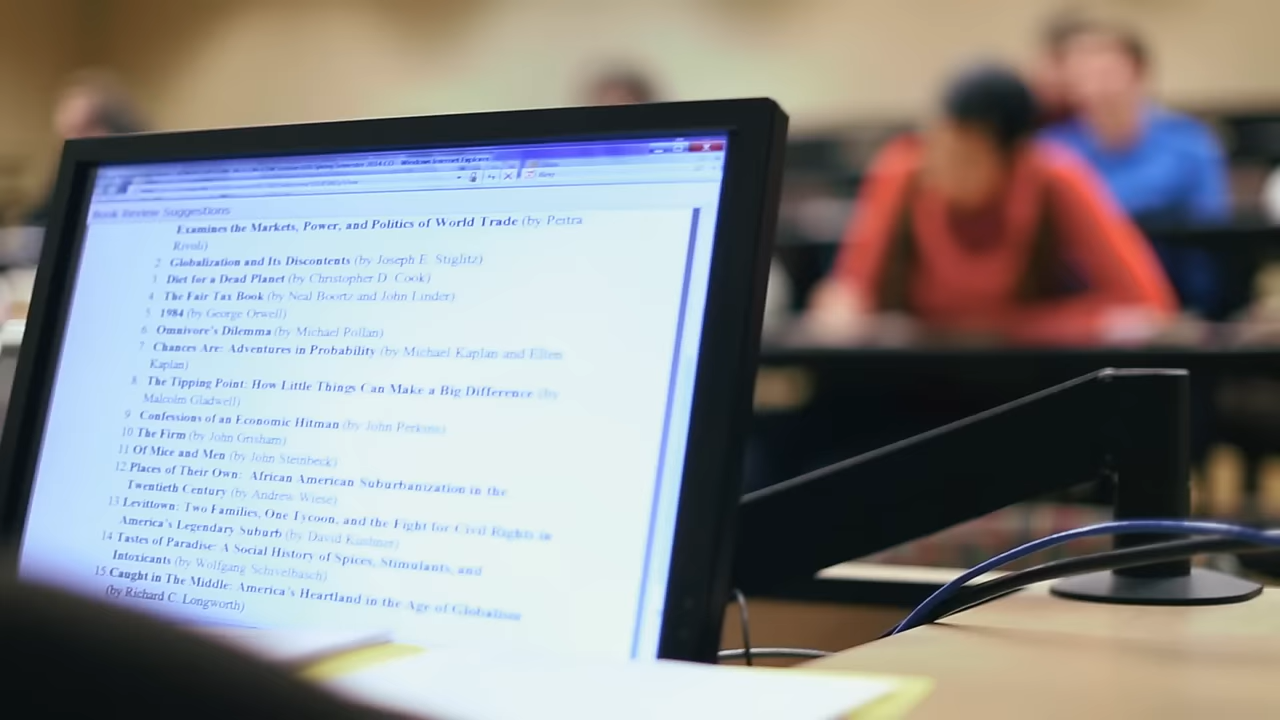 Windows Internet Explorer
Book Review Suggestions
Examines the Markets, Power, and Politics of World Trade (by Pietra
Rivoli)
2 Globalization and Its Discontents (by Joseph E. Stiglitz)
3 Diet for a Dead Planet (by Christopher D. Cook)
4 The Fair Tax Book (by Neal Boortz and John Linder)
5 1984 (by George Orwell)
6 Omnivore's Dilemma (by Michael Pollan)
7 Chances Are: Adventures in Probability (by Michael Kaplan and Ellen
Kaplan)
8 The Tipping Point: How Little Things Can Make a Big Difference (by
Malcolm Gladwell)
9 Confessions of an Economic Hitman (by John Perkins)
10 The Firm (by John Grisham)
11 Of Mice and Men (by John Steinbeck)
12 Places of Their Own: African American Suburbanization in the
Twentieth Century (by Andrew Wiese)
13 Levittown: Two Families, One Tycoon, and the Fight for Civil Rights in
America's Legendary Suburb (by David Kushner)
14 Tastes of Paradise: A Social History of Spices, Stimulants, and
Intoxicants (by Wolfgang Schivelbusch)
15 Caught in The Middle: America's Heartland in the Age of Globalism
(by Richard C. Longworth)